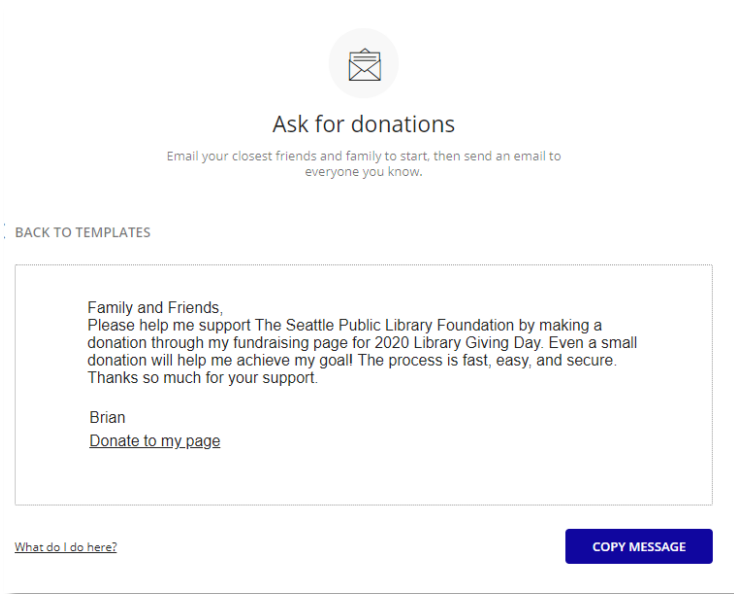 Ask for donations
Email your closest friends and family to start, then send an email to
everyone you know.
BACK TO TEMPLATES
Family and Friends,
Please help me support The Seattle Public Library Foundation by making a
donation through my fundraising page for 2020 Library Giving Day. Even a small
donation will help me achieve my goal! The process is fast, easy, and secure.
Thanks so much for your support.
Brian
Donate to my page
What do I do here?
COPY MESSAGE